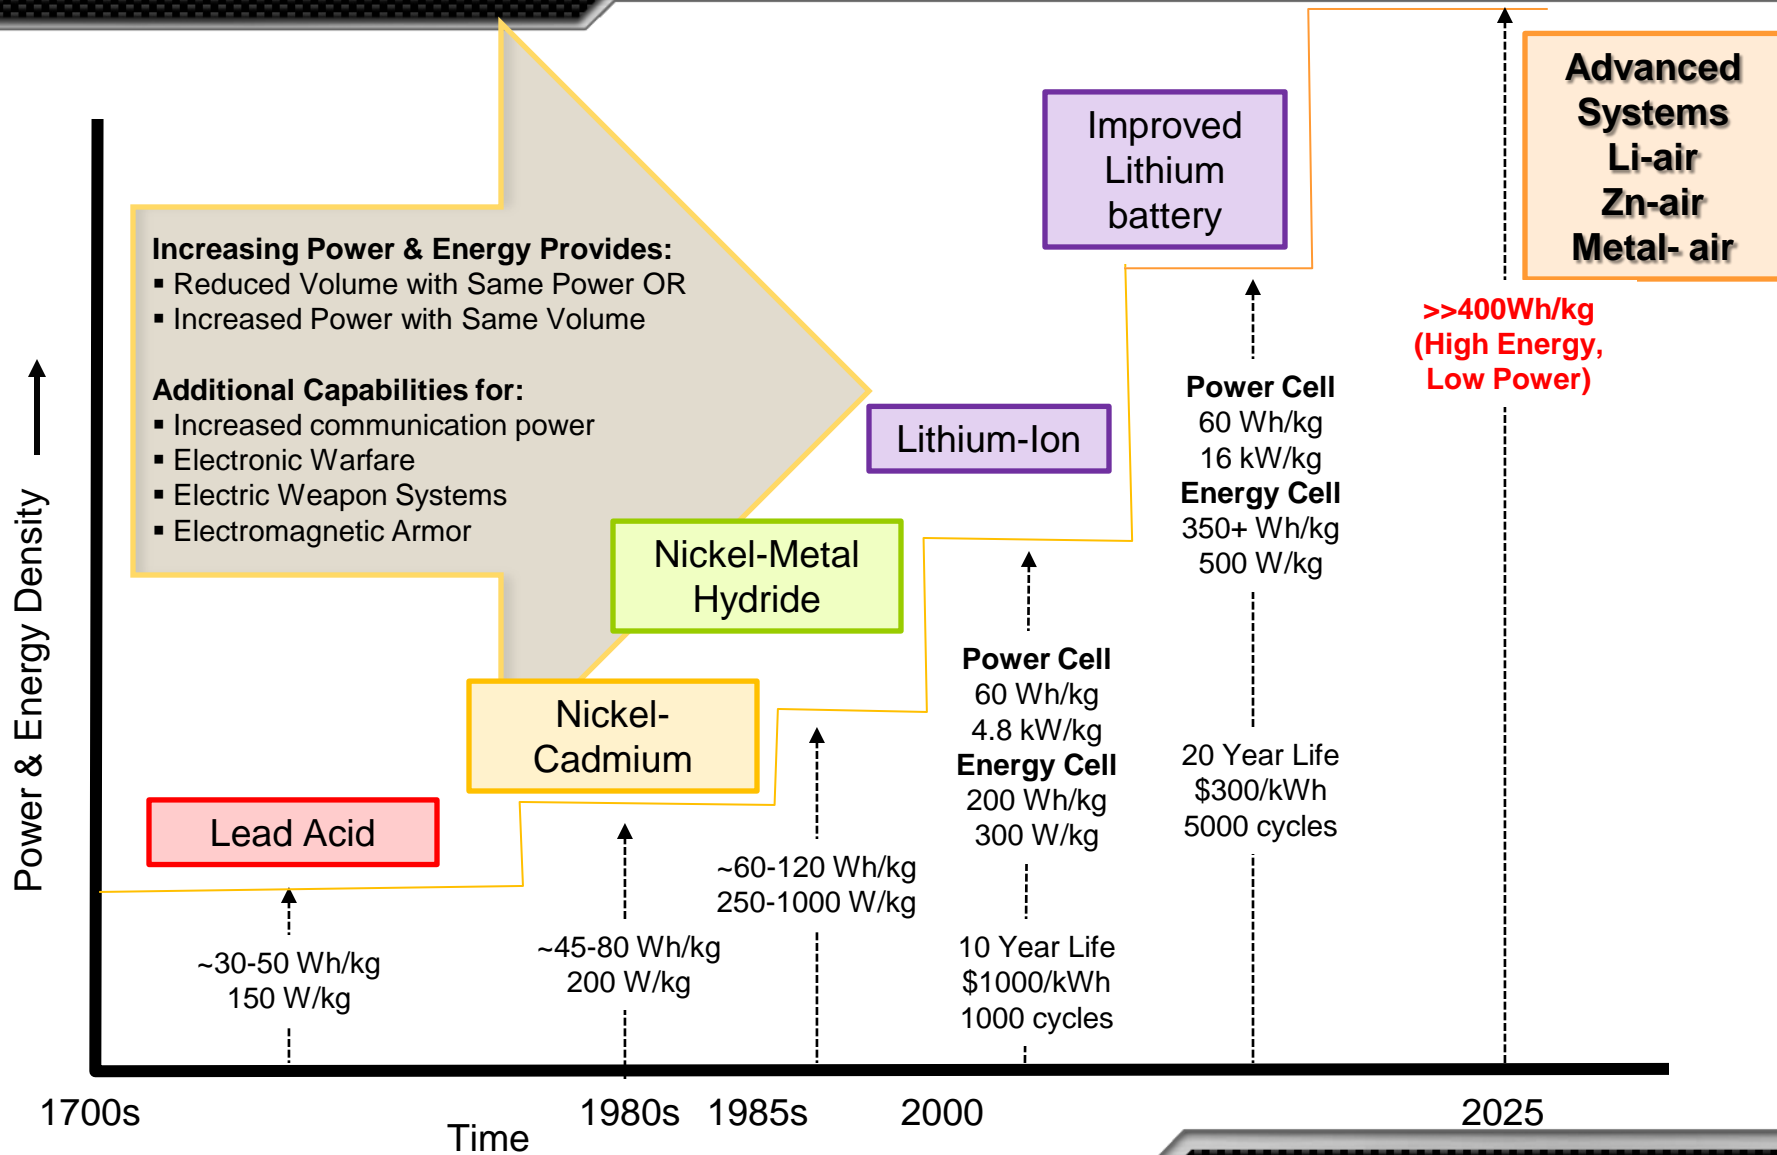 Increasing Power & Energy Provides:
▪ Reduced Volume with Same Power OR
▪ Increased Power with Same Volume
Additional Capabilities for:
▪ Increased communication power
▪ Electronic Warfare
▪ Electric Weapon Systems
▪ Electromagnetic Armor
Power & Energy Density
Lead Acid
~30-50 Wh/kg
150 W/kg
Nickel-
Cadmium
~45-80 Wh/kg
200 W/kg
Nickel-Metal
Hydride
~60-120 Wh/kg
250-1000 W/kg
Lithium-Ion
Power Cell
60 Wh/kg
4.8 kW/kg
Energy Cell
200 Wh/kg
300 W/kg
10 Year Life
$1000/kWh
1000 cycles
Improved
Lithium
battery
Power Cell
60 Wh/kg
16 kW/kg
Energy Cell
350+ Wh/kg
500 W/kg
20 Year Life
$300/kWh
5000 cycles
Advanced
Systems
Li-air
Zn-air
Metal- air
>>400Wh/kg
(High Energy,
Low Power)
1700s
1980s
1985s
2000
2025
Time